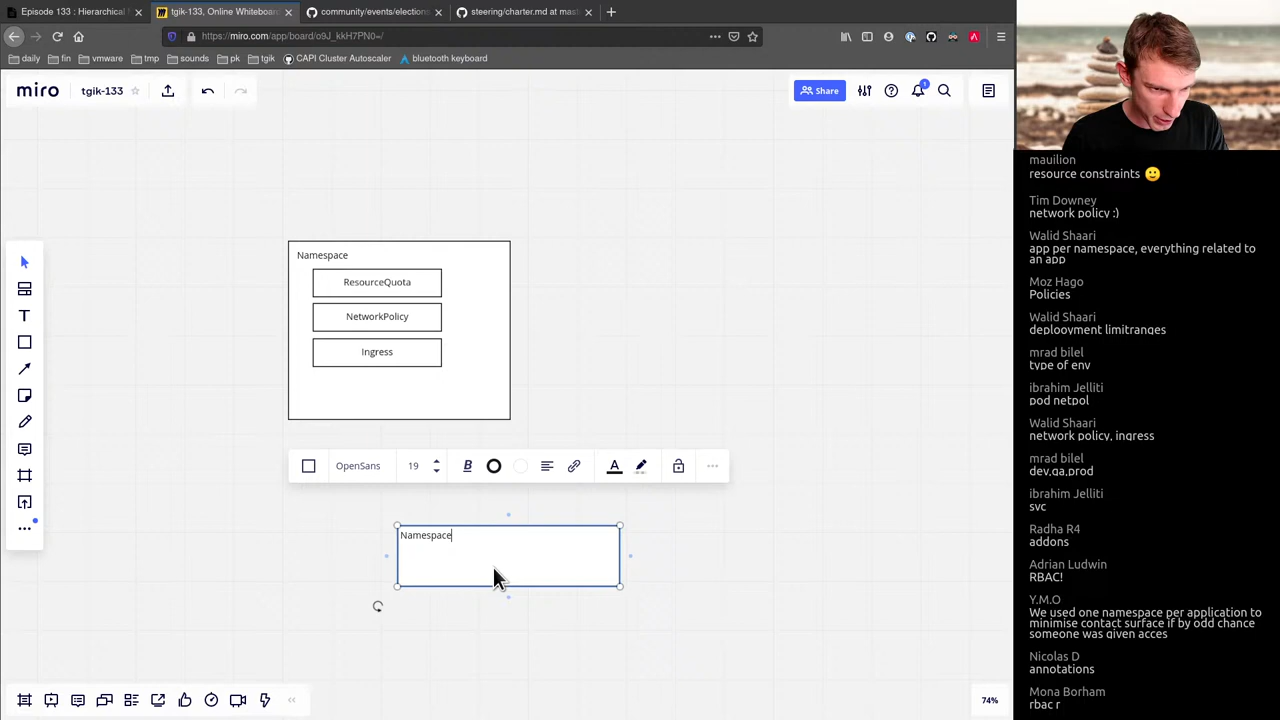 Episode 133 : Hierarchical N
tgik-133, Online Whiteboard
community/events/elections
steering/charter.md at mast
https://miro.com/app/board/o9J_kkH7PN0=/
daily
fin
vmware
tmp
sounds
pk
tgik
CAPI Cluster Autoscaler
bluetooth keyboard
miro
tgik-133
Share
Namespace
ResourceQuota
NetworkPolicy
Ingress
OpenSans
19
B
A
Namespace
74%
mauilion
resource constraints 🙂
Tim Downey
network policy :)
Walid Shaari
app per namespace, everything related to
an app
Moz Hago
Policies
Walid Shaari
deployment limitranges
mrad bilel
type of env
ibrahim Jelliti
pod netpol
Walid Shaari
network policy, ingress
mrad bilel
dev,qa,prod
ibrahim Jelliti
svc
Radha R4
addons
Adrian Ludwin
RBAC!
Y.M.O
We used one namespace per application to
minimise contact surface if by odd chance
someone was given acces
Nicolas D
annotations
Mona Borham
rbac r